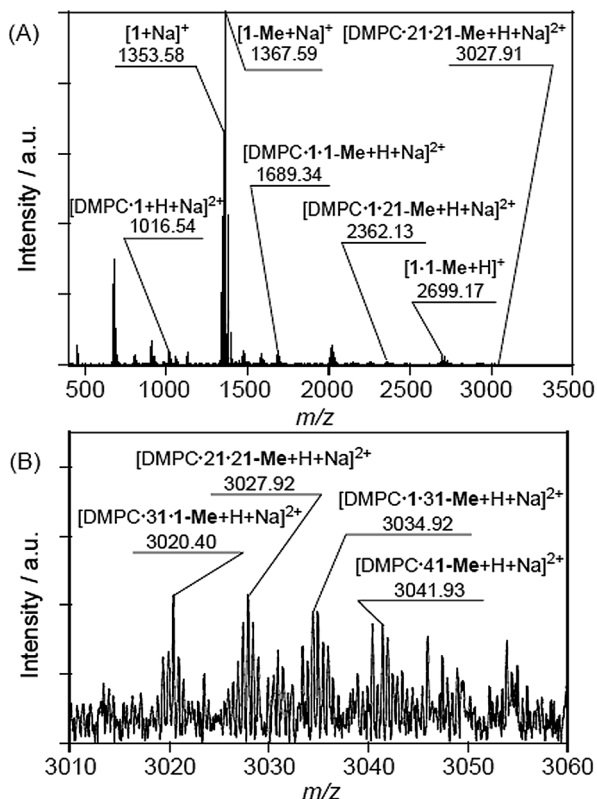 (A)
[1+Na]⁺
1353.58
[1-Me+Na]⁺
1367.59
[DMPC·21·21-Me+H+Na]²⁺
3027.91
[DMPC·1·1-Me+H+Na]²⁺
1689.34
[DMPC·1+H+Na]²⁺
1016.54
[DMPC·1·21-Me+H+Na]²⁺
2362.13
[1·1-Me+H]⁺
2699.17
Intensity / a.u.
500 1000 1500 2000 2500 3000 3500
m/z
(B)
[DMPC·21·21-Me+H+Na]²⁺
3027.92
[DMPC·31·1-Me+H+Na]²⁺
3020.40
[DMPC·1·31-Me+H+Na]²⁺
3034.92
[DMPC·41-Me+H+Na]²⁺
3041.93
Intensity / a.u.
3010 3020 3030 3040 3050 3060
m/z